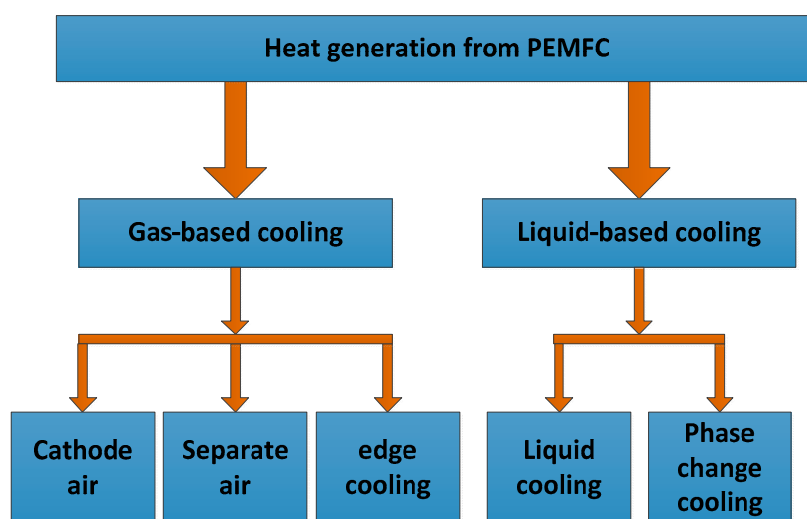 Heat generation from PEMFC
Gas-based cooling
Liquid-based cooling
Cathode
air
Separate
air
edge
cooling
Liquid
cooling
Phase
change
cooling